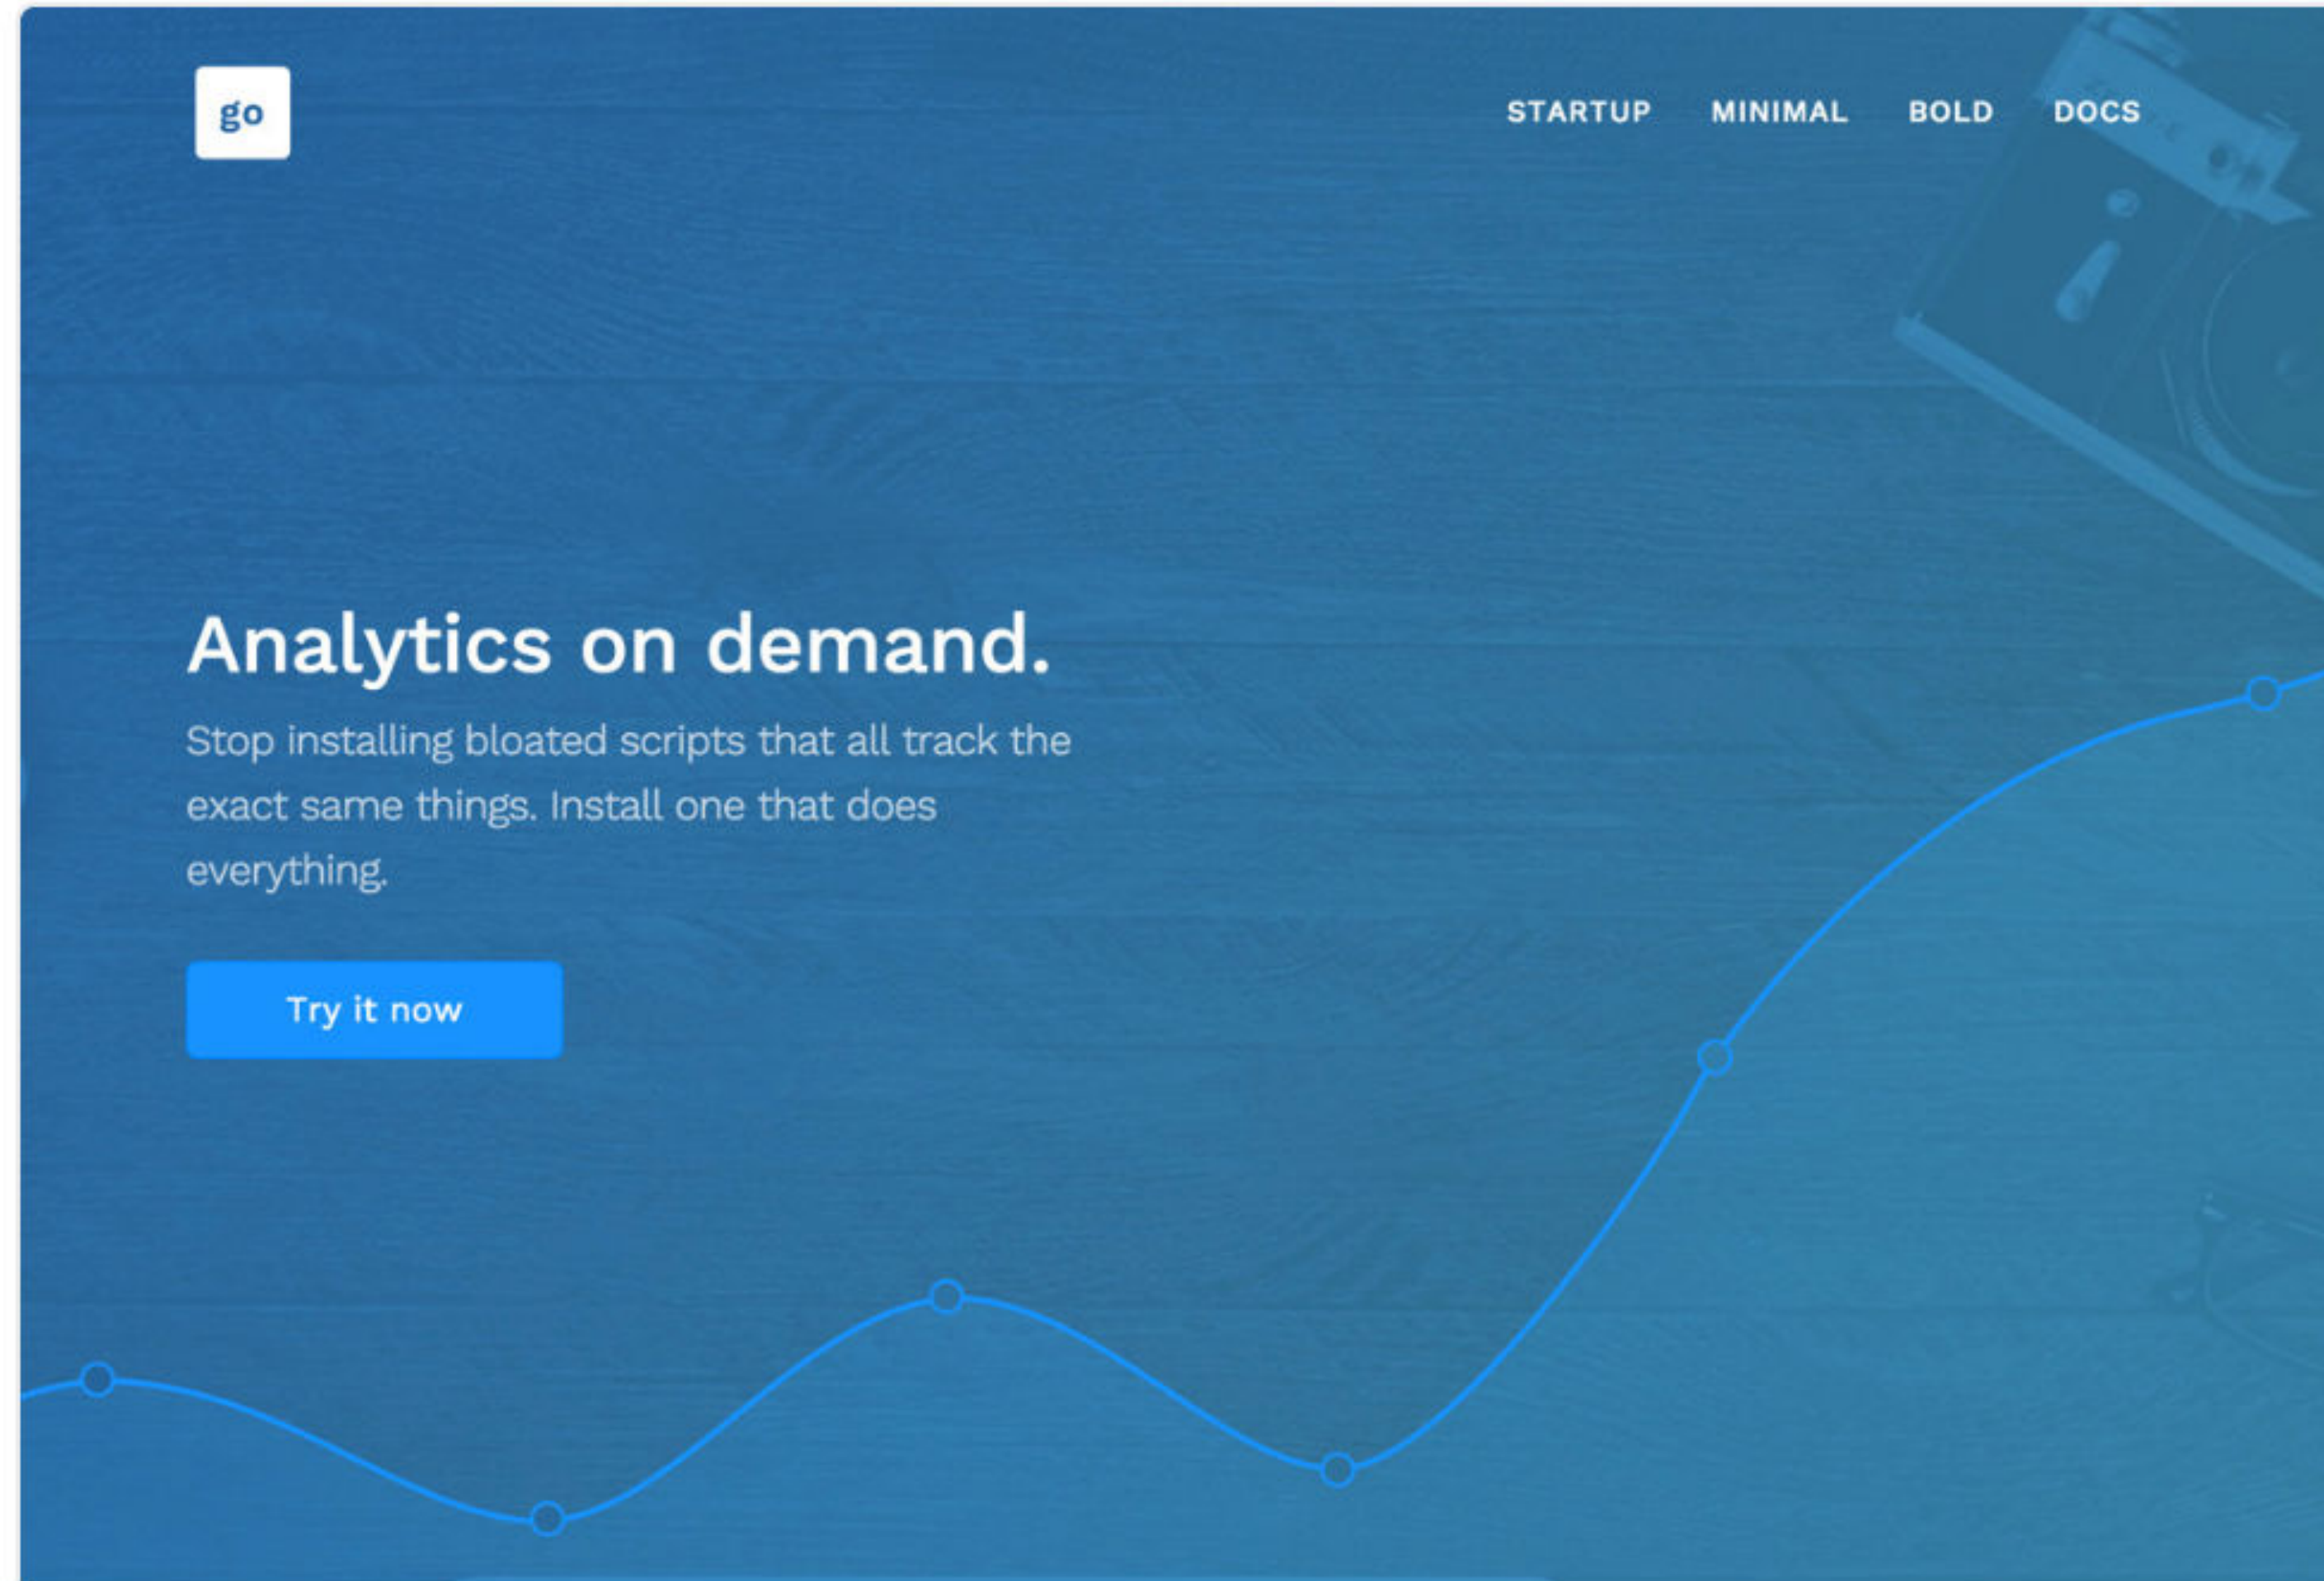 go
STARTUP MINIMAL BOLD DOCS
Analytics on demand.
Stop installing bloated scripts that all track the
exact same things. Install one that does
everything.
Try it now